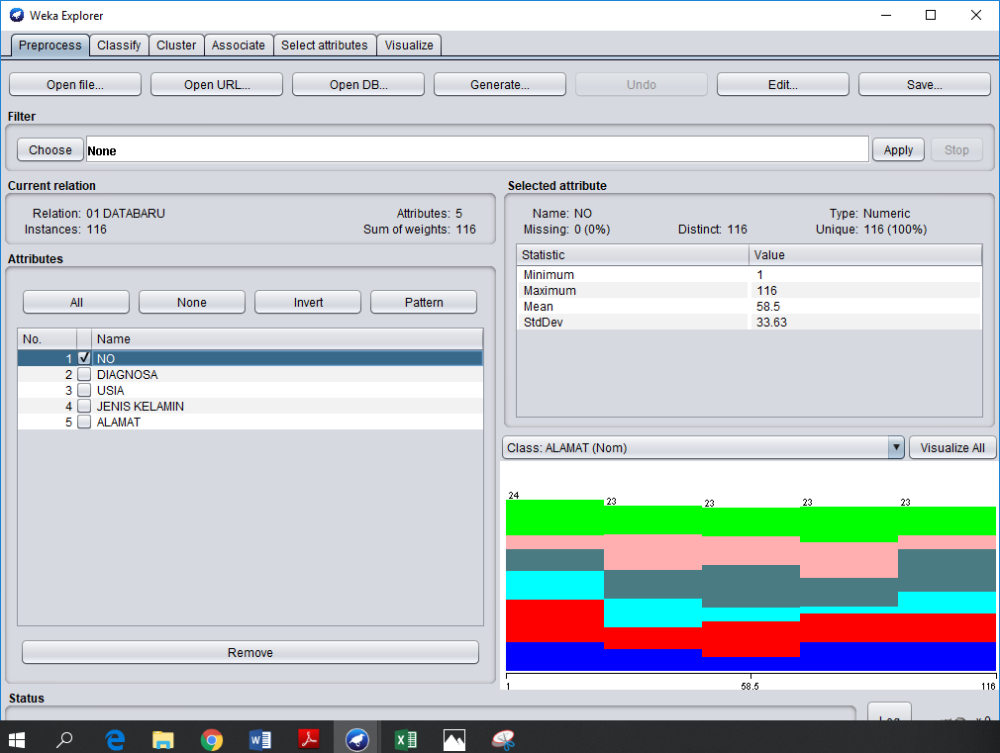 Weka Explorer
Preprocess Classify Cluster Associate Select attributes Visualize
Open file... Open URL... Open DB... Generate... Undo Edit... Save...
Filter
Choose None Apply Stop
Current relation
Relation: 01 DATABARU Attributes: 5
Instances: 116 Sum of weights: 116
Attributes
All None Invert Pattern
No. Name
1 NO
2 DIAGNOSA
3 USIA
4 JENIS KELAMIN
5 ALAMAT
Remove
Selected attribute
Name: NO Type: Numeric
Missing: 0 (0%) Distinct: 116 Unique: 116 (100%)
Statistic Value
Minimum 1
Maximum 116
Mean 58.5
StdDev 33.63
Class: ALAMAT (Nom) Visualize All
24 23 23 23 23
1 58.5 116
Status
Log x 0